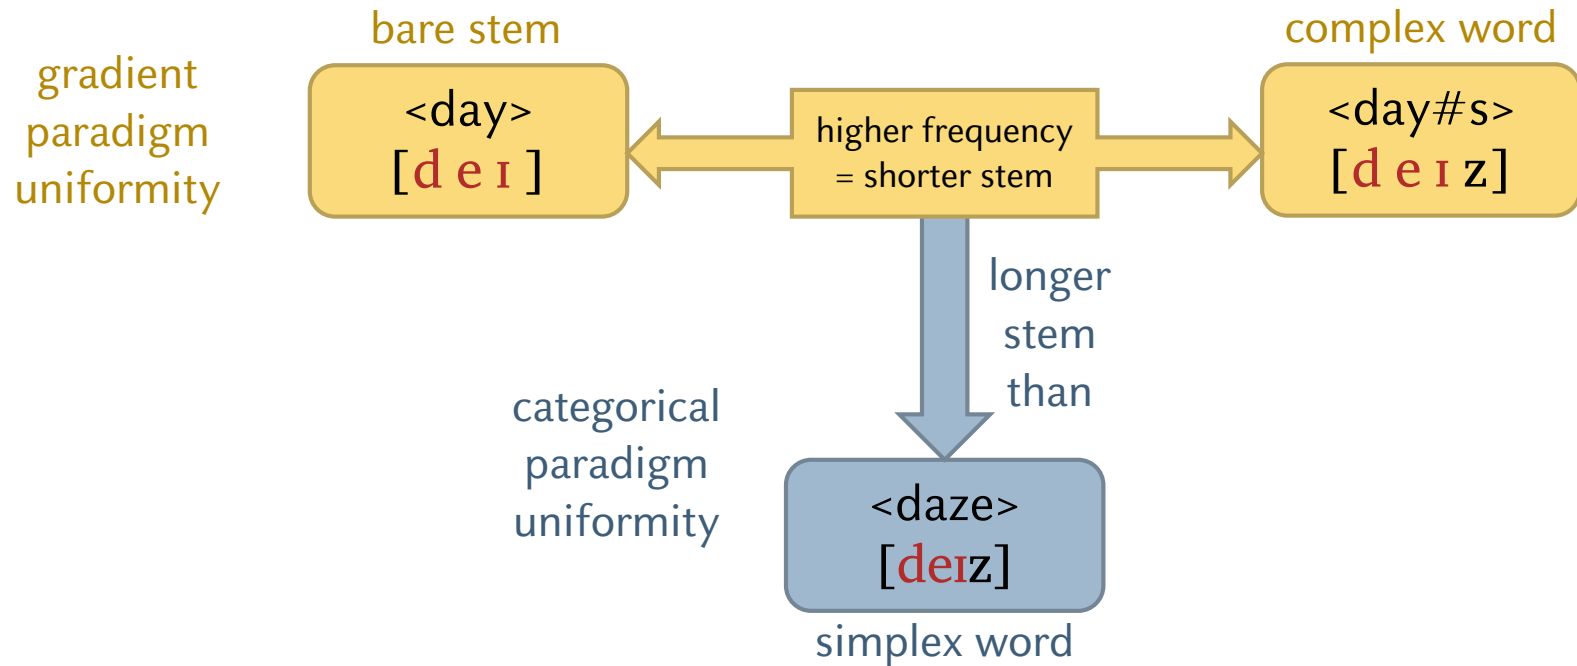 gradient
paradigm
uniformity
bare stem
<day>
[d e ɪ ]
higher frequency
= shorter stem
complex word
<day#s>
[d e ɪ z]
longer
stem
than
categorical
paradigm
uniformity
<daze>
[deɪz]
simplex word